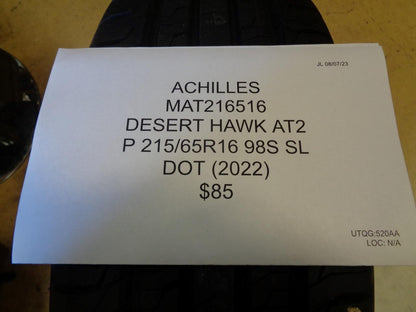 JL 08/07/23
ACHILLES
MAT216516
DESERT HAWK AT2
P 215/65R16 98S SL
DOT (2022)
$85
UTQG:520AA
LOC: N/A